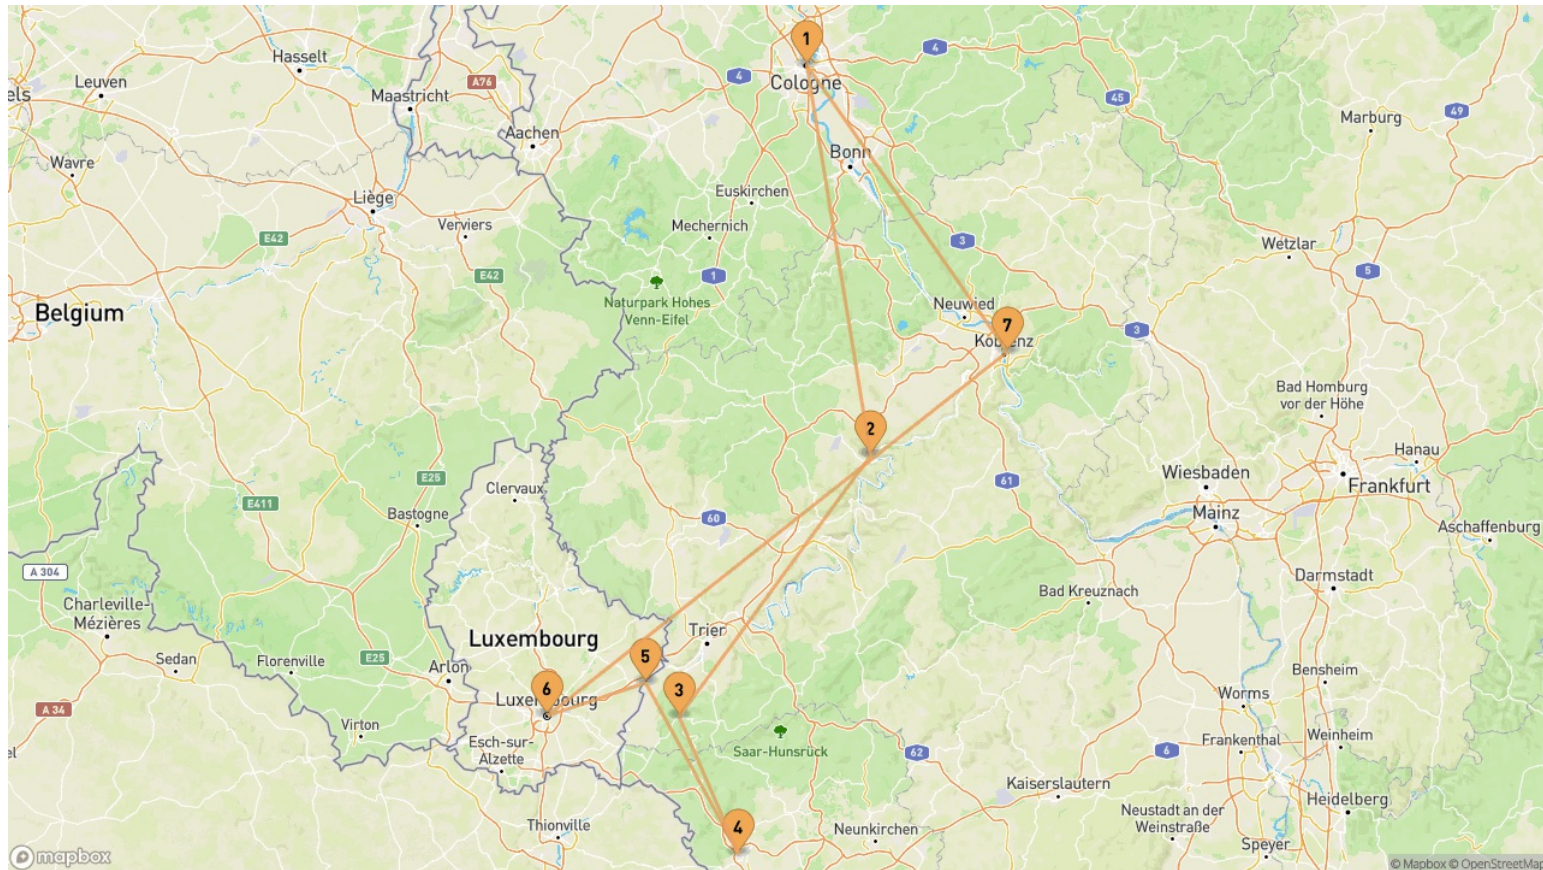 1
Hasselt
4
Leuven
4
A76
Cologne
45
els
Maastricht
49
Marburg
Aachen
Wavre
Bonn
Euskirchen
Liège
Verviers
Mechernich
E42
3
Wetzlar
E42
1
5
Naturpark Hohes
Venn-Eifel
Neuwied
Belgium
7
3
Koblenz
Bad Homburg
vor der Höhe
2
Hanau
Wiesbaden
E25
61
Frankfurt
Clervaux
E411
Mainz
Bastogne
60
Aschaffenburg
A 304
Darmstadt
Bad Kreuznach
Charleville-
Mézières
Trier
Luxembourg
5
Sedan
Florenville
E25
Arlon
Bensheim
6
3
Luxembourg
Worms
A 34
Virton
Saar-Hunsrück
Esch-sur-
Alzette
62
Frankenthal
Weinheim
6
el
Kaiserslautern
Heidelberg
Neustadt an der
Weinstraße
Thionville
4
Neunkirchen
Speyer
mapbox
© Mapbox © OpenStreetMap